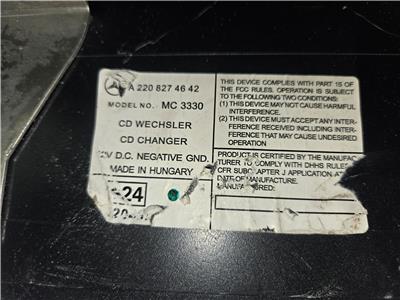 A 220 827 46 42
MODEL NO. MC 3330
CD WECHSLER
CD CHANGER
V D.C. NEGATIVE GND.
MADE IN HUNGARY
24
THIS DEVICE COMPLIES WITH PART 15 OF
THE FCC RULES. OPERATION IS SUBJECT
TO THE FOLLOWING TWO CONDITIONS:
(1) THIS DEVICE MAY NOT CAUSE HARMFUL
INTERFERENCE.
(2) THIS DEVICE MUST ACCEPT ANY INTER-
FERENCE RECEIVED INCLUDING INTER-
FERENCE THAT MAY CAUSE UNDESIRED
OPERATION
PRODUCT IS CERTIFIED BY THE MANUFAC-
TURER TO COMPLY WITH DHHS RULES
CFR SUBCHAPTER J APPLICATION AT
DATE OF MANUFACTURE.
MANUFACTURED: